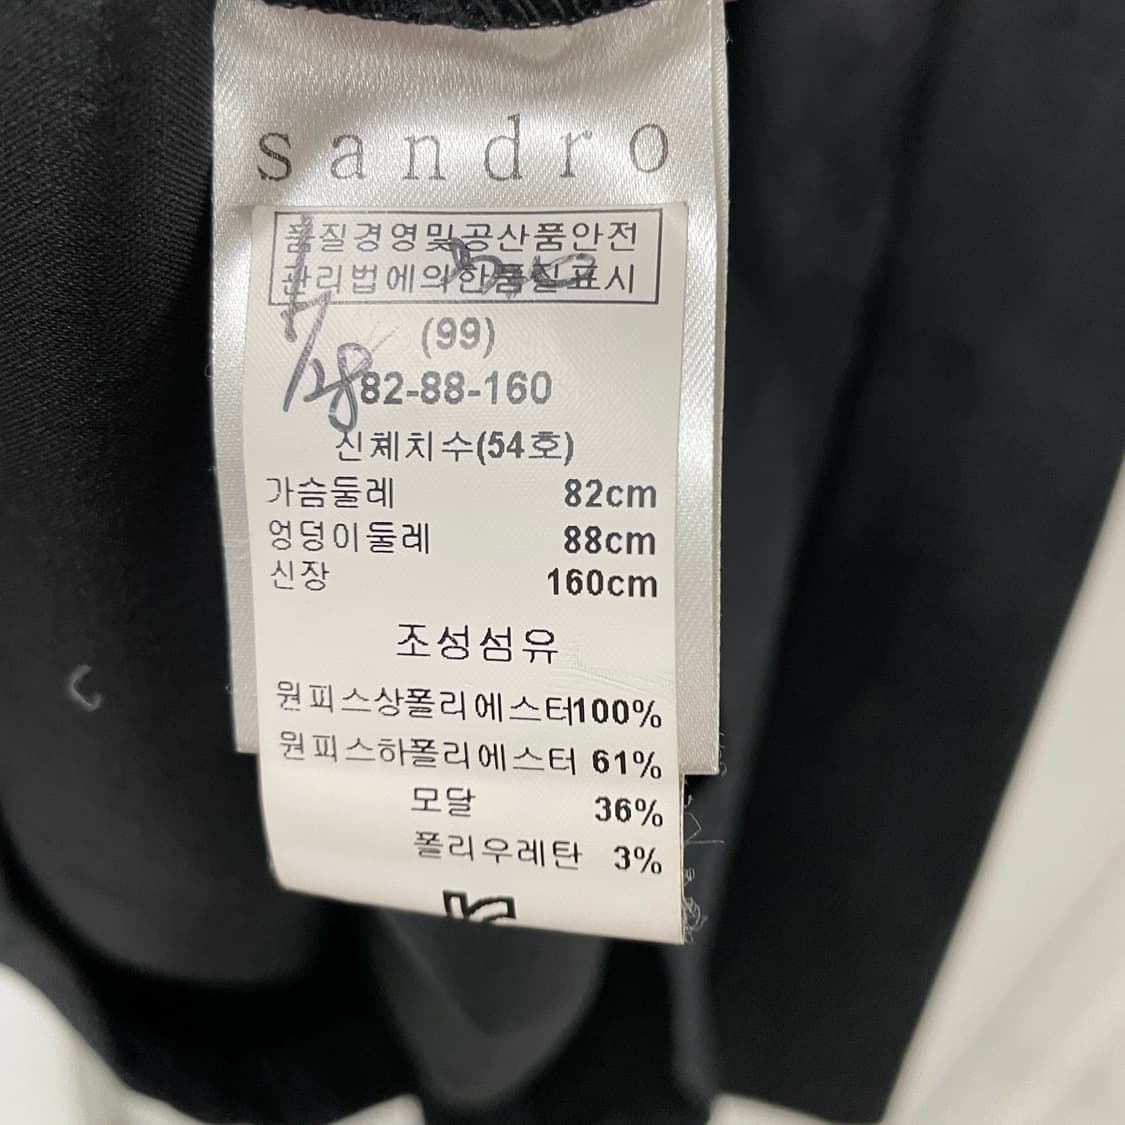 sandro
품질경영및공산품안전
관리법에의한품질표시
(99)
7/28
82-88-160
신체치수(54호)
가슴둘레 82cm
엉덩이둘레 88cm
신장 160cm
조성섬유
원피스상폴리에스터100%
원피스하폴리에스터 61%
모달 36%
폴리우레탄 3%